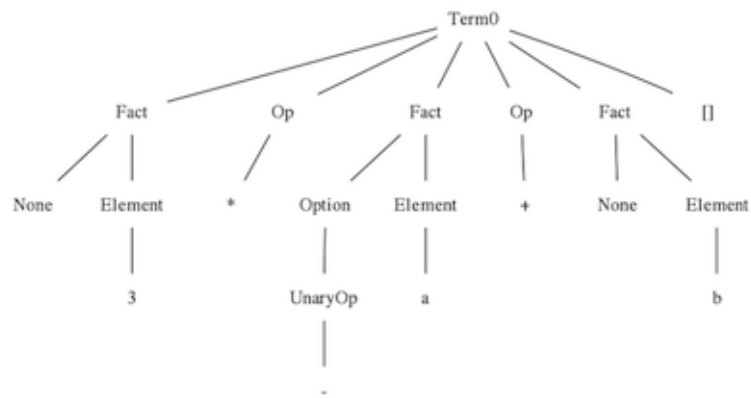 Term0
Fact Op Fact Op Fact []
None Element * Option Element + None Element
3 UnaryOp a b
-